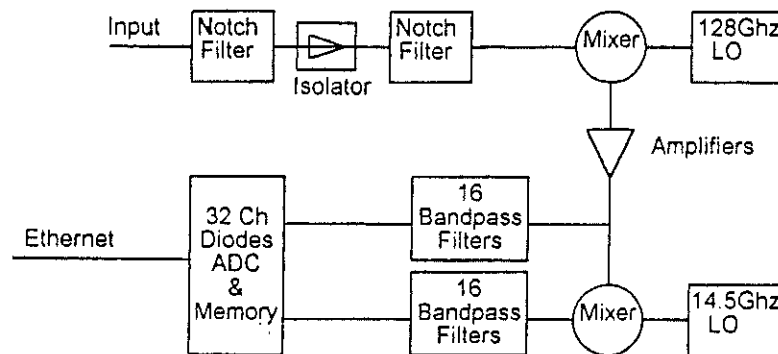 Input
Notch
Filter
Isolator
Notch
Filter
Mixer
128Ghz
LO
Amplifiers
16
Bandpass
Filters
32 Ch
Diodes
ADC
&
Memory
Ethernet
16
Bandpass
Filters
Mixer
14.5Ghz
LO